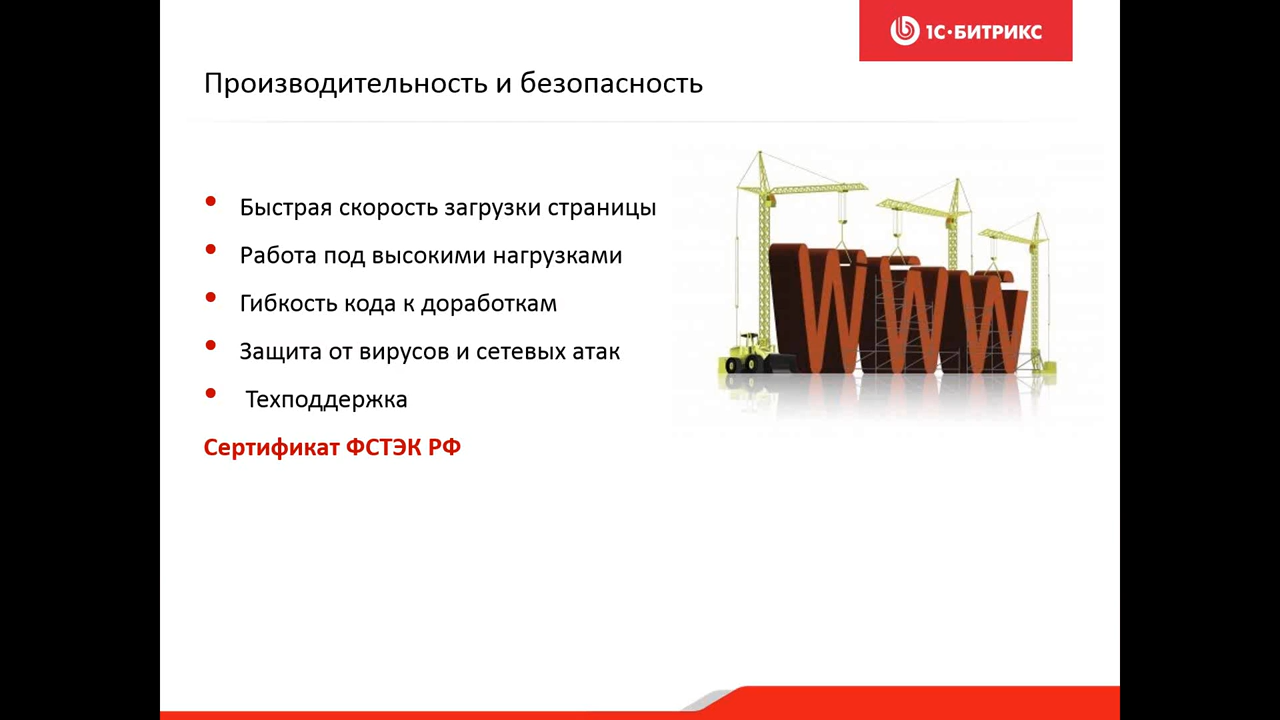 1С·БИТРИКС
Производительность и безопасность
• Быстрая скорость загрузки страницы
• Работа под высокими нагрузками
• Гибкость кода к доработкам
• Защита от вирусов и сетевых атак
• Техподдержка
Сертификат ФСТЭК РФ
WWW